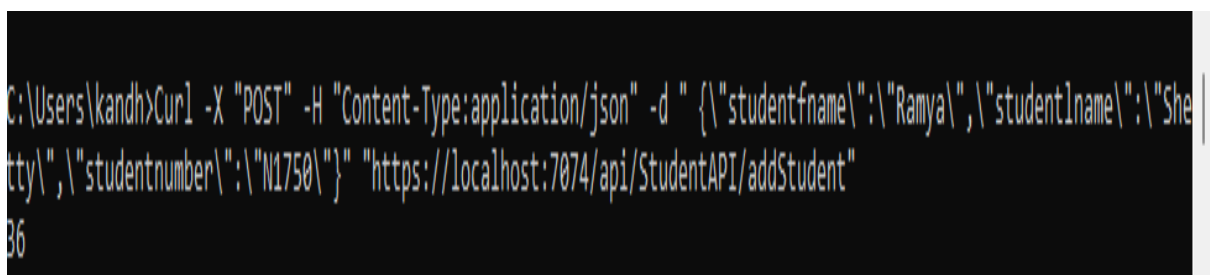 C:\Users\kandh>Curl -X "POST" -H "Content-Type:application/json" -d " {\"studentfname\":\"Ramya\",\"studentlname\":\"She
tty\",\"studentnumber\":\"N1750\"}" "https://localhost:7074/api/StudentAPI/addStudent"
36